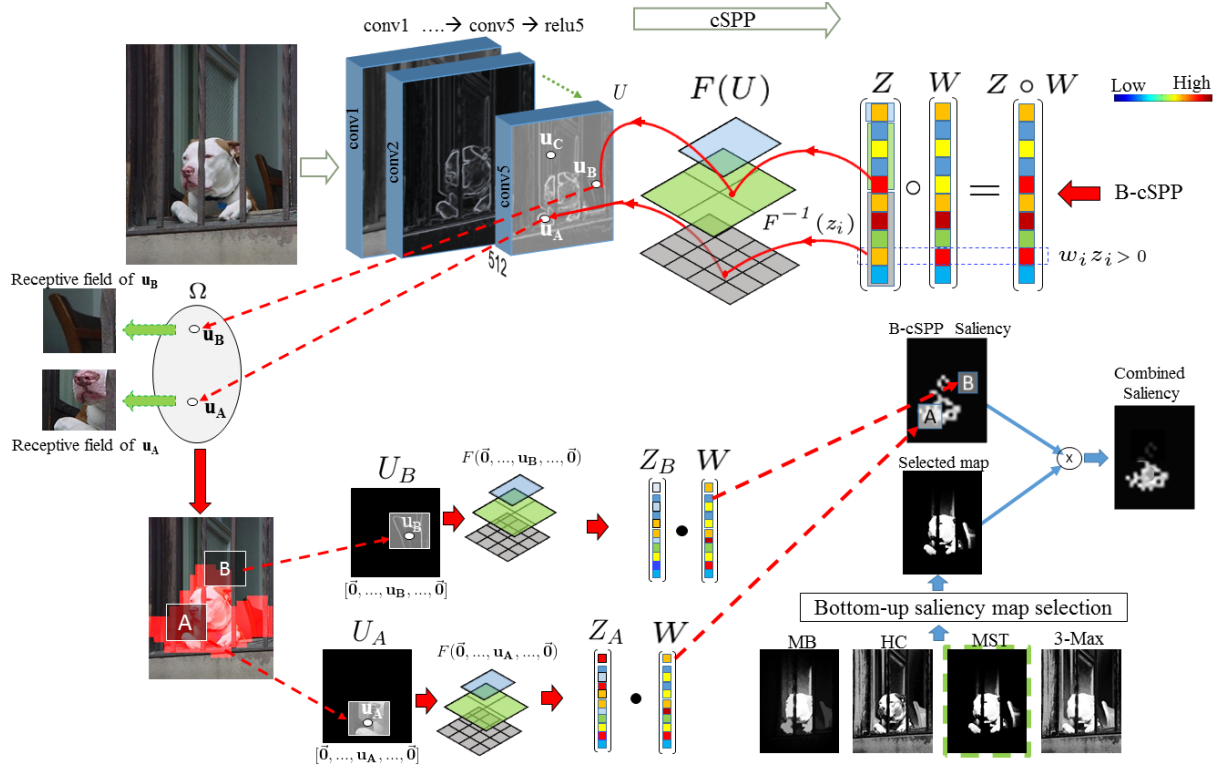 cSPP
conv1 ....→ conv5 → relu5
U
F(U)
Z
W
Z ∘ W
Low
High
conv1
conv2
conv5
u_C
u_B
u_A
512
∘
=
B-cSPP
F^{-1}(z_i)
w_i z_i > 0
Receptive field of u_B
Ω
u_B
u_A
Receptive field of u_A
B-cSPP Saliency
B
A
Combined
Saliency
Selected map
x
U_B
F(0⃗, ..., u_B, ..., 0⃗)
Z_B
W
u_B
[0⃗, ..., u_B, ..., 0⃗]
B
A
U_A
F(0⃗, ..., u_A, ..., 0⃗)
Z_A
W
u_A
[0⃗, ..., u_A, ..., 0⃗]
Bottom-up saliency map selection
MB
HC
MST
3-Max